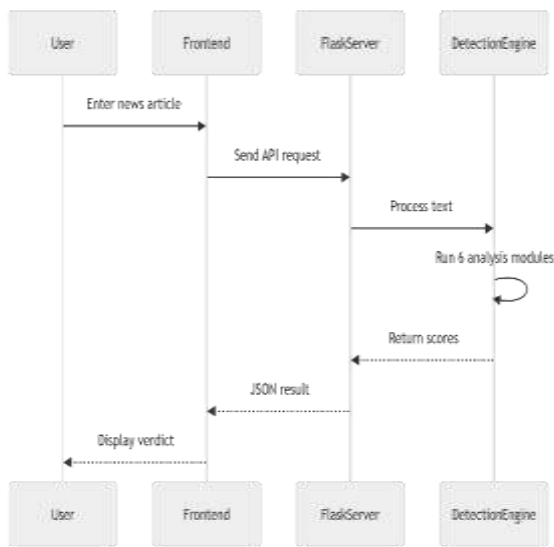 User
Frontend
FlaskServer
DetectionEngine
Enter news article
Send API request
Process text
Run 6 analysis modules
Return scores
JSON result
Display verdict
User
Frontend
FlaskServer
DetectionEngine